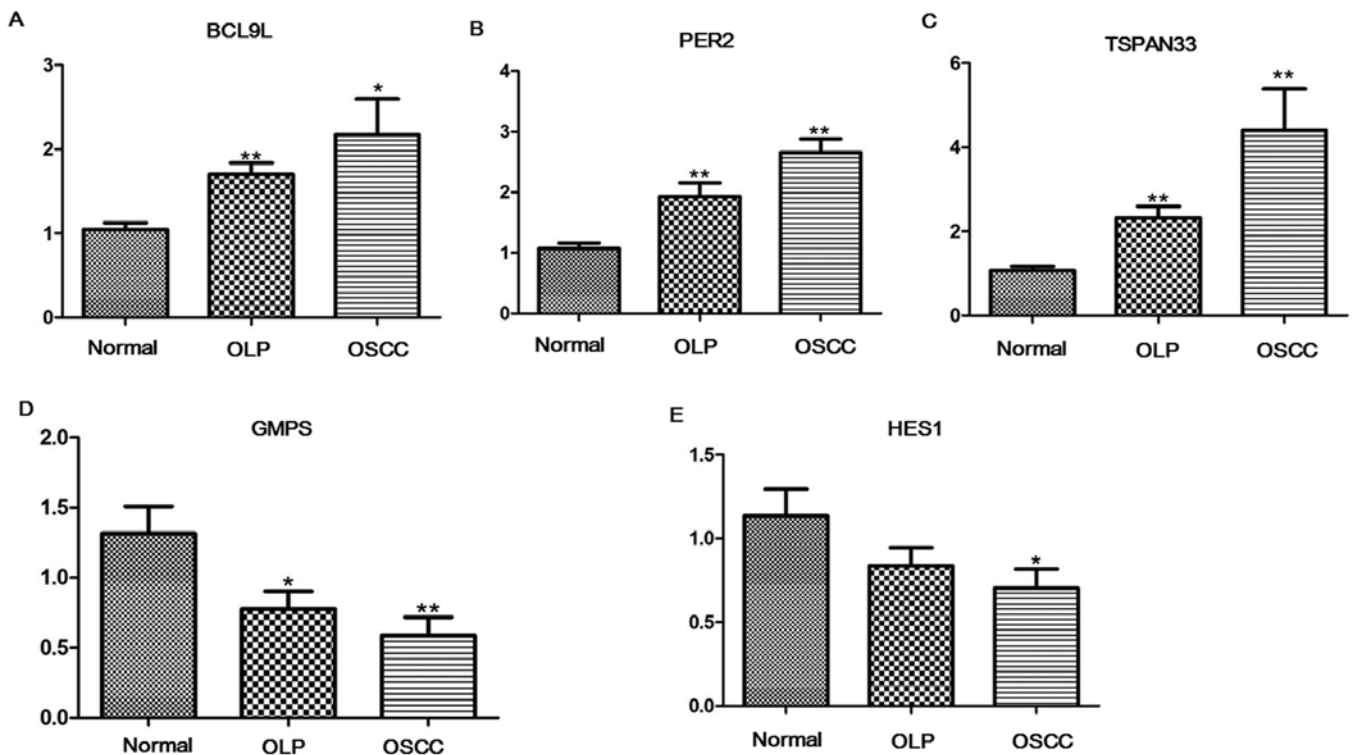 A
BCL9L
3
2
1
0
**
*
Normal OLP OSCC
B
PER2
4
3
2
1
0
**
**
Normal OLP OSCC
C
TSPAN33
6
4
2
0
**
**
Normal OLP OSCC
D
GMPS
2.0
1.5
1.0
0.5
0.0
*
**
Normal OLP OSCC
E
HES1
1.5
1.0
0.5
0.0
*
Normal OLP OSCC